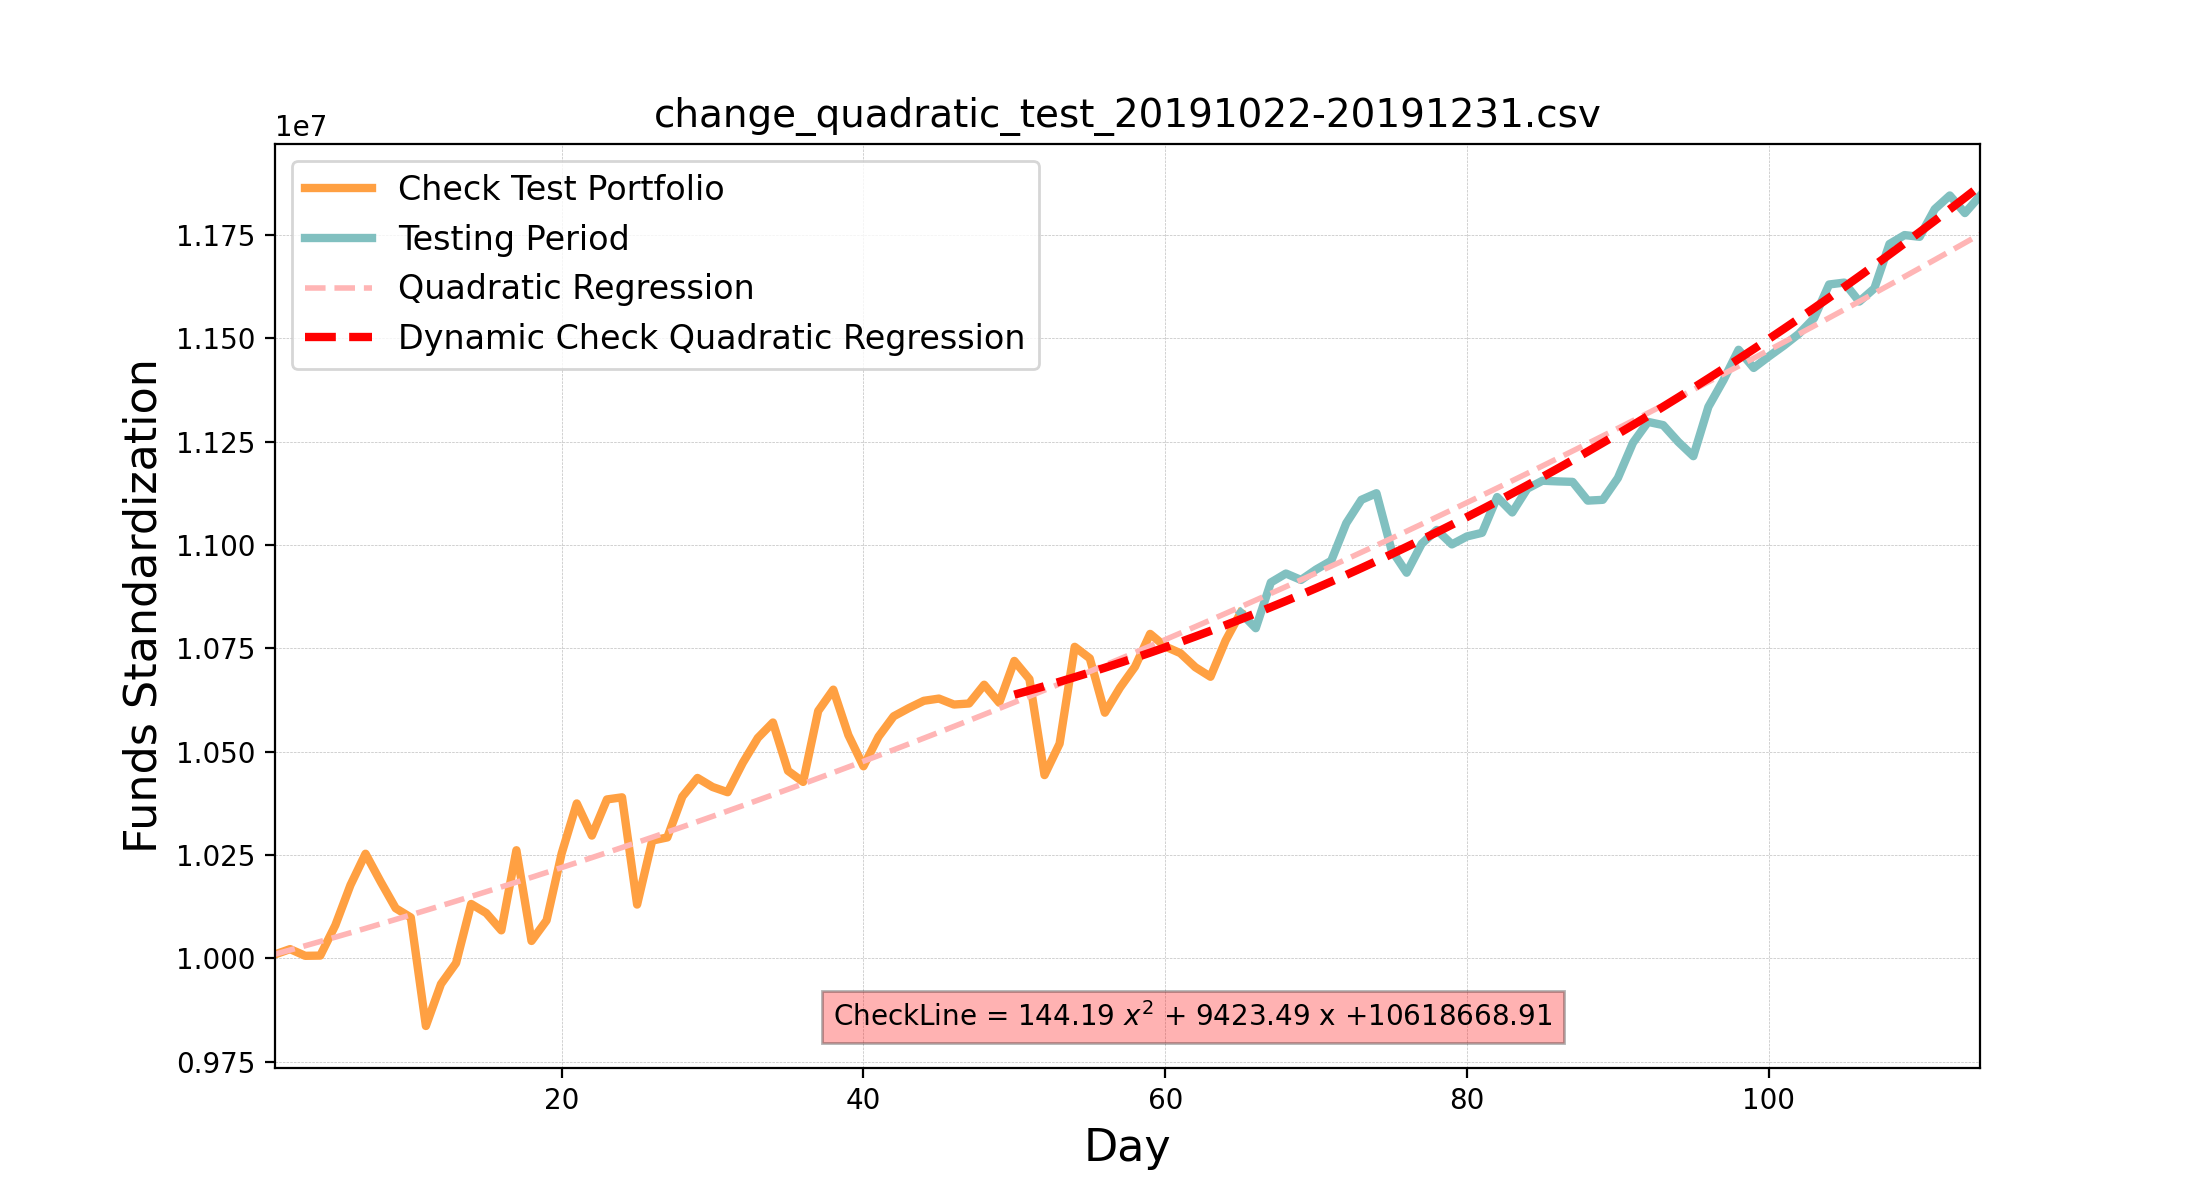 change_quadratic_test_20191022-20191231.csv
1e7
Check Test Portfolio
Testing Period
Quadratic Regression
Dynamic Check Quadratic Regression
1.175
1.150
1.125
1.100
1.075
1.050
1.025
1.000
0.975
Funds Standardization
CheckLine = 144.19 x² + 9423.49 x +10618668.91
20 40 60 80 100
Day